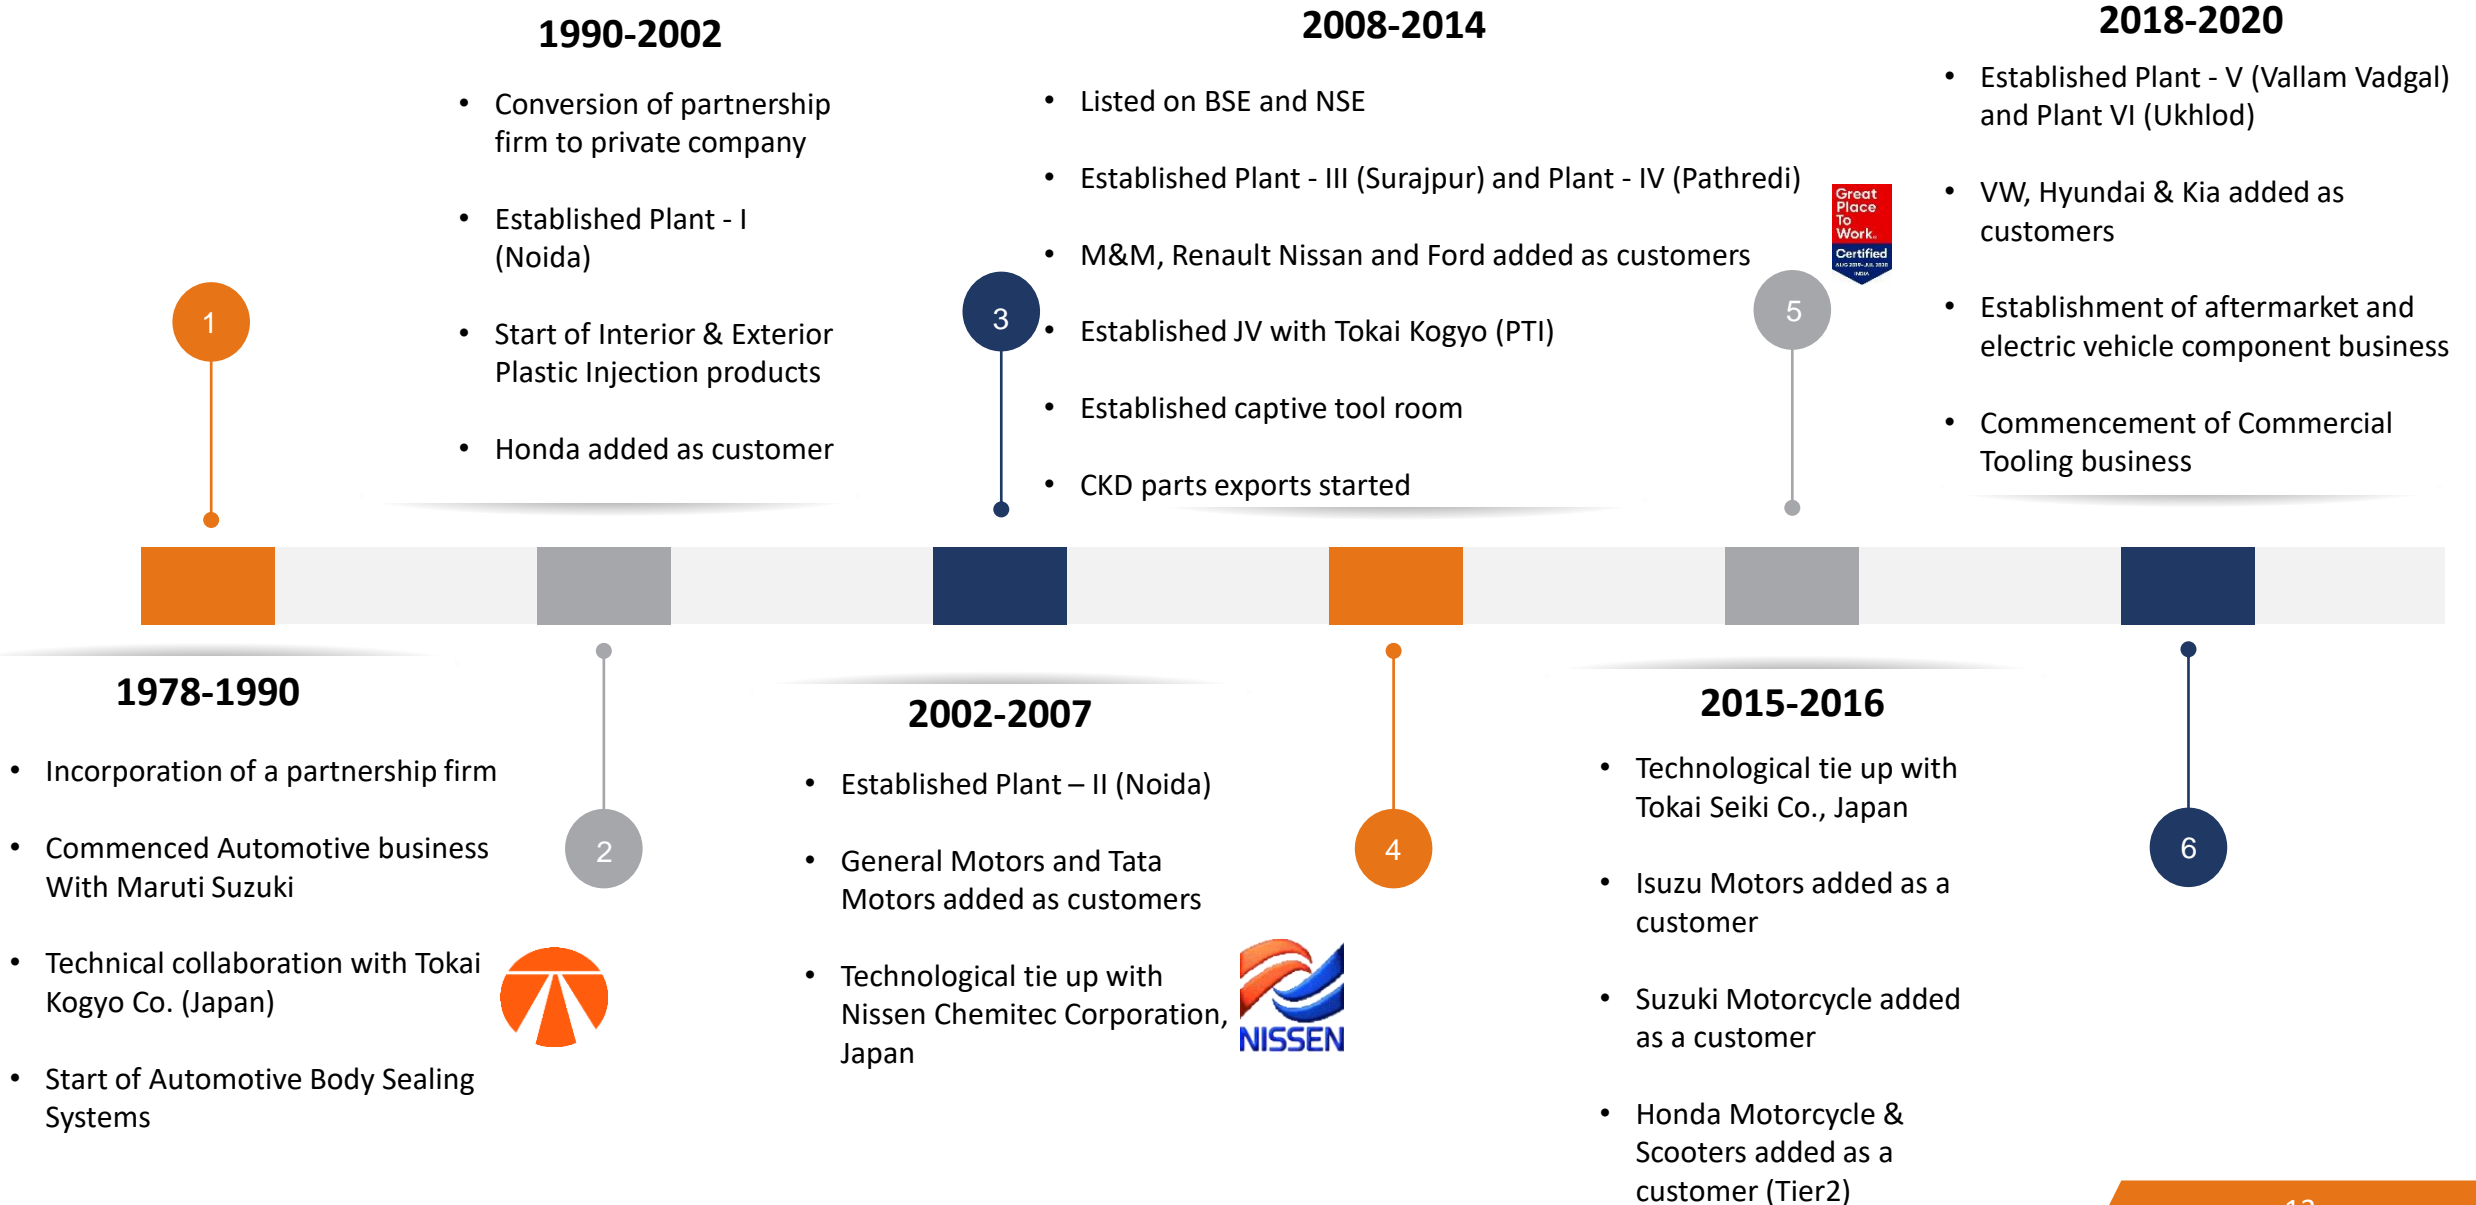 1990-2002
• Conversion of partnership
firm to private company
• Established Plant - I
(Noida)
• Start of Interior & Exterior
Plastic Injection products
• Honda added as customer
2008-2014
• Listed on BSE and NSE
• Established Plant - III (Surajpur) and Plant - IV (Pathredi)
• M&M, Renault Nissan and Ford added as customers
• Established JV with Tokai Kogyo (PTI)
• Established captive tool room
• CKD parts exports started
Great
Place
To
Work.
Certified
AUG 2019-JUL 2020
INDIA
2018-2020
• Established Plant - V (Vallam Vadgal)
and Plant VI (Ukhlod)
• VW, Hyundai & Kia added as
customers
• Establishment of aftermarket and
electric vehicle component business
• Commencement of Commercial
Tooling business
1
3
5
1978-1990
• Incorporation of a partnership firm
• Commenced Automotive business
With Maruti Suzuki
• Technical collaboration with Tokai
Kogyo Co. (Japan)
• Start of Automotive Body Sealing
Systems
2
2002-2007
• Established Plant – II (Noida)
• General Motors and Tata
Motors added as customers
• Technological tie up with
Nissen Chemitec Corporation,
Japan
NISSEN
4
2015-2016
• Technological tie up with
Tokai Seiki Co., Japan
• Isuzu Motors added as a
customer
• Suzuki Motorcycle added
as a customer
• Honda Motorcycle &
Scooters added as a
customer (Tier2)
6